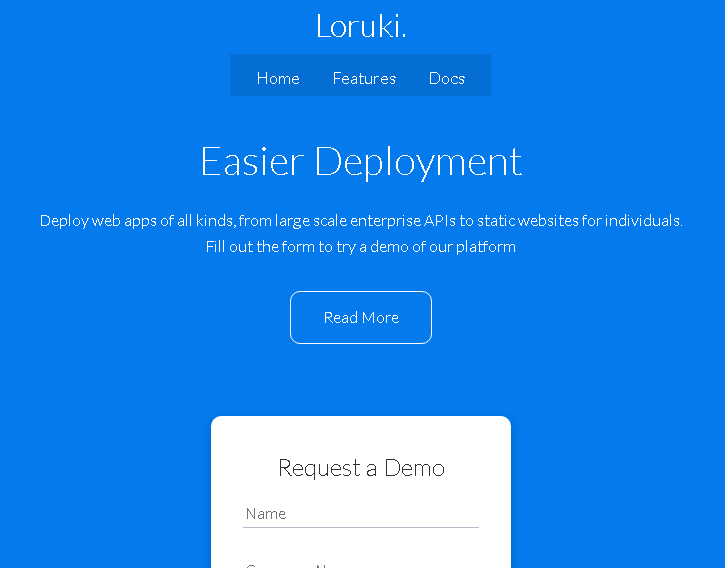 Loruki.
Home Features Docs
Easier Deployment
Deploy web apps of all kinds, from large scale enterprise APIs to static websites for individuals.
Fill out the form to try a demo of our platform
Read More
Request a Demo
Name